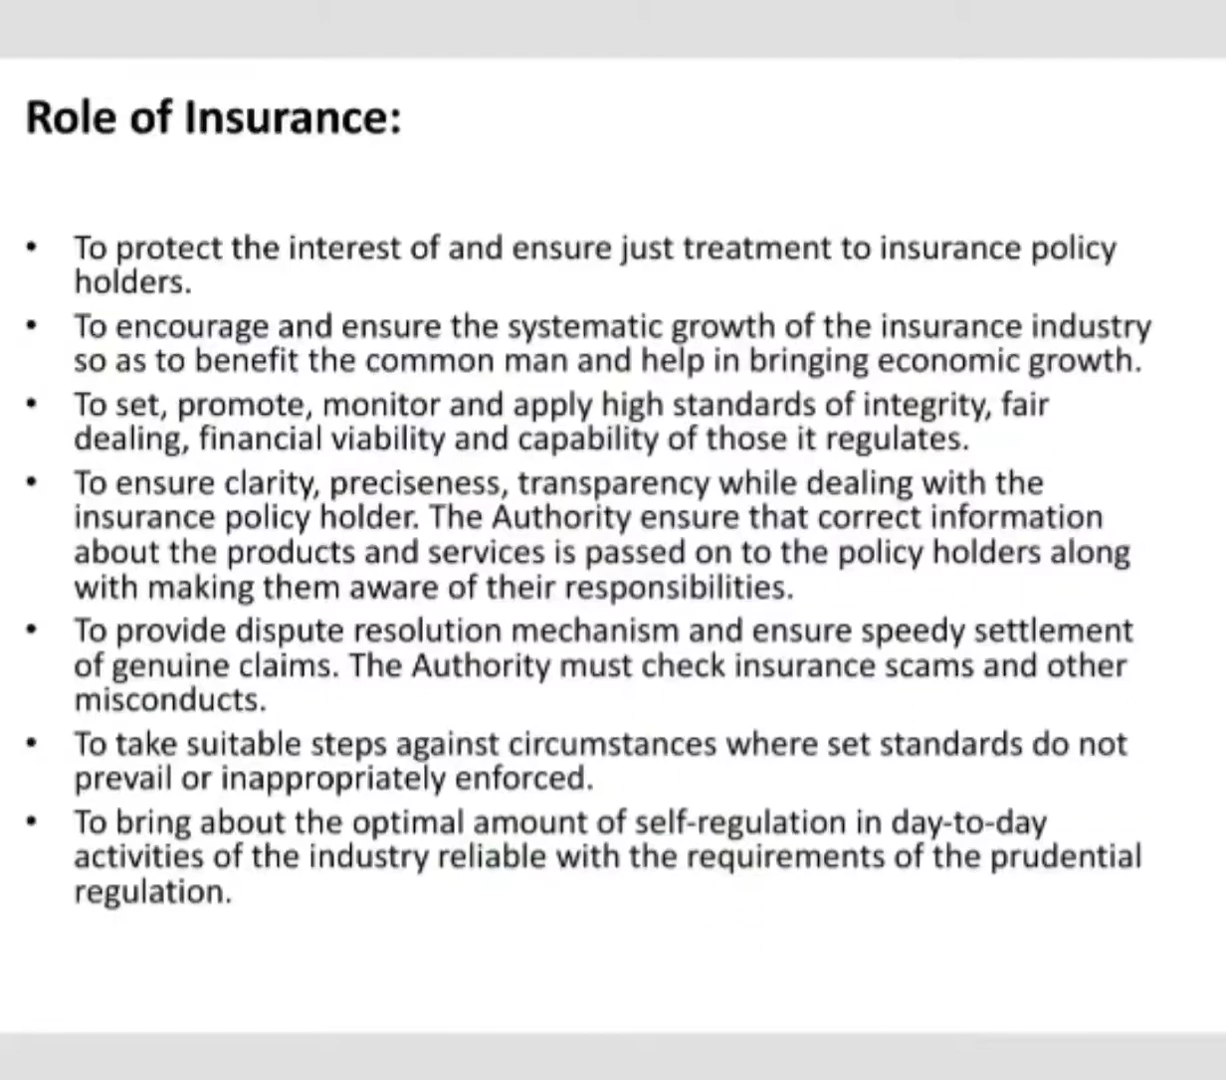 Role of Insurance:
• To protect the interest of and ensure just treatment to insurance policy
holders.
• To encourage and ensure the systematic growth of the insurance industry
so as to benefit the common man and help in bringing economic growth.
• To set, promote, monitor and apply high standards of integrity, fair
dealing, financial viability and capability of those it regulates.
• To ensure clarity, preciseness, transparency while dealing with the
insurance policy holder. The Authority ensure that correct information
about the products and services is passed on to the policy holders along
with making them aware of their responsibilities.
• To provide dispute resolution mechanism and ensure speedy settlement
of genuine claims. The Authority must check insurance scams and other
misconducts.
• To take suitable steps against circumstances where set standards do not
prevail or inappropriately enforced.
• To bring about the optimal amount of self-regulation in day-to-day
activities of the industry reliable with the requirements of the prudential
regulation.